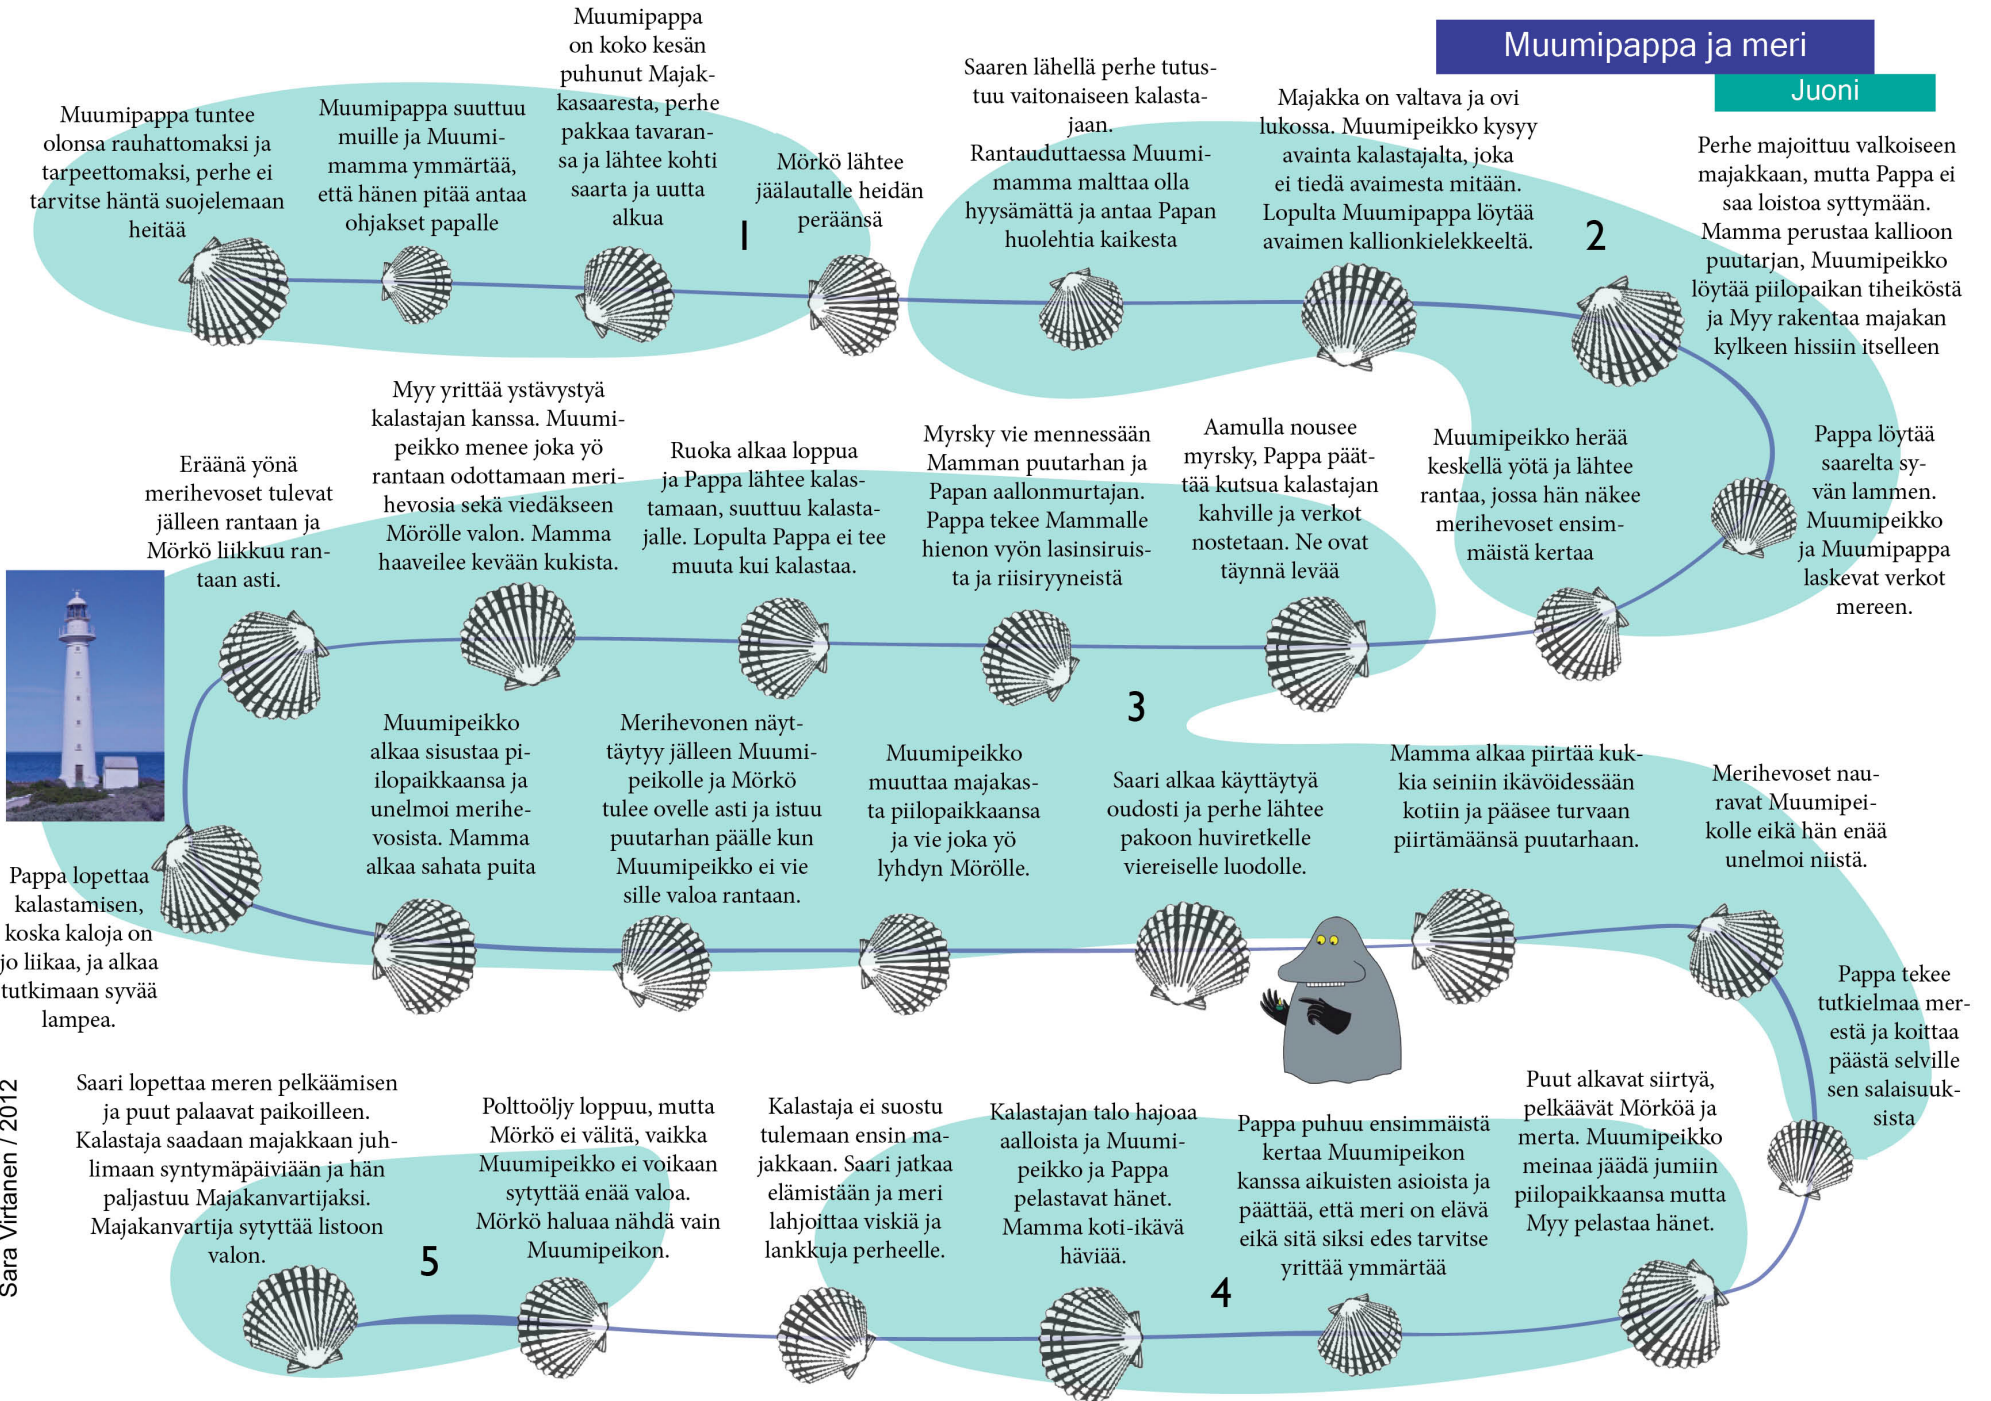 Muumipappa ja meri
Juoni
Muumipappa tuntee
olonsa rauhattomaksi ja
tarpeettomaksi, perhe ei
tarvitse häntä suojelemaan
heitää
Muumipappa suuttuu
muille ja Muumi-
mamma ymmärtää,
että hänen pitää antaa
ohjakset papalle
Muumipappa
on koko kesän
puhunut Majak-
kasaaresta, perhe
pakkaa tavaran-
sa ja lähtee kohti
saarta ja uutta
alkua
1
Mörkö lähtee
jäälautalle heidän
peräänsä
Saaren lähellä perhe tutus-
tuu vaitonaiseen kalasta-
jaan.
Rantauduttaessa Muumi-
mamma malttaa olla
hyysämättä ja antaa Papan
huolehtia kaikesta
Majakka on valtava ja ovi
lukossa. Muumipeikko kysyy
avainta kalastajalta, joka
ei tiedä avaimesta mitään.
Lopulta Muumipappa löytää
avaimen kallionkielekkeeltä.
2
Perhe majoittuu valkoiseen
majakkaan, mutta Pappa ei
saa loistoa syttymään.
Mamma perustaa kallioon
puutarjan, Muumipeikko
löytää piilopaikan tiheiköstä
ja Myy rakentaa majakan
kylkeen hissiin itselleen
Pappa löytää
saarelta sy-
vän lammen.
Muumipeikko
ja Muumipappa
laskevat verkot
mereen.
Muumipeikko herää
keskellä yötä ja lähtee
rantaa, jossa hän näkee
merihevoset ensim-
mäistä kertaa
Aamulla nousee
myrsky, Pappa päät-
tää kutsua kalastajan
kahville ja verkot
nostetaan. Ne ovat
täynnä levää
Myrsky vie mennessään
Mamman puutarhan ja
Papan aallonmurtajan.
Pappa tekee Mammalle
hienon vyön lasinsiruis-
ta ja riisiryyneistä
Ruoka alkaa loppua
ja Pappa lähtee kalas-
tamaan, suuttuu kalasta-
jalle. Lopulta Pappa ei tee
muuta kui kalastaa.
Myy yrittää ystävystyä
kalastajan kanssa. Muumi-
peikko menee joka yö
rantaan odottamaan meri-
hevosia sekä viedäkseen
Mörölle valon. Mamma
haaveilee kevään kukista.
Eräänä yönä
merihevoset tulevat
jälleen rantaan ja
Mörkö liikkuu ran-
taan asti.
3
Pappa lopettaa
kalastamisen,
koska kaloja on
jo liikaa, ja alkaa
tutkimaan syvää
lampea.
Muumipeikko
alkaa sisustaa pi-
ilopaikkaansa ja
unelmoi merihe-
vosista. Mamma
alkaa sahata puita
Merihevonen näyt-
täytyy jälleen Muumi-
peikolle ja Mörkö
tulee ovelle asti ja istuu
puutarhan päälle kun
Muumipeikko ei vie
sille valoa rantaan.
Muumipeikko
muuttaa majakas-
ta piilopaikkaansa
ja vie joka yö
lyhdyn Mörölle.
Saari alkaa käyttäytyä
oudosti ja perhe lähtee
pakoon huviretkelle
viereiselle luodolle.
Mamma alkaa piirtää kuk-
kia seiniin ikävöidessään
kotiin ja pääsee turvaan
piirtämäänsä puutarhaan.
Merihevoset nau-
ravat Muumipei-
kolle eikä hän enää
unelmoi niistä.
Pappa tekee
tutkielmaa mer-
estä ja koittaa
päästä selville
sen salaisuuk-
sista
Puut alkavat siirtyä,
pelkäävät Mörköä ja
merta. Muumipeikko
meinaa jäädä jumiin
piilopaikkaansa mutta
Myy pelastaa hänet.
Pappa puhuu ensimmäistä
kertaa Muumipeikon
kanssa aikuisten asioista ja
päättää, että meri on elävä
eikä sitä siksi edes tarvitse
yrittää ymmärtää
4
Kalastajan talo hajoaa
aalloista ja Muumi-
peikko ja Pappa
pelastavat hänet.
Mamma koti-ikävä
häviää.
Kalastaja ei suostu
tulemaan ensin ma-
jakkaan. Saari jatkaa
elämistään ja meri
lahjoittaa viskiä ja
lankkuja perheelle.
Polttoöljy loppuu, mutta
Mörkö ei välitä, vaikka
Muumipeikko ei voikaan
sytyttää enää valoa.
Mörkö haluaa nähdä vain
Muumipeikon.
5
Saari lopettaa meren pelkäämisen
ja puut palaavat paikoilleen.
Kalastaja saadaan majakkaan juh-
limaan syntymäpäiviään ja hän
paljastuu Majakanvartijaksi.
Majakanvartija sytyttää listoon
valon.
Sara Virtanen / 2012